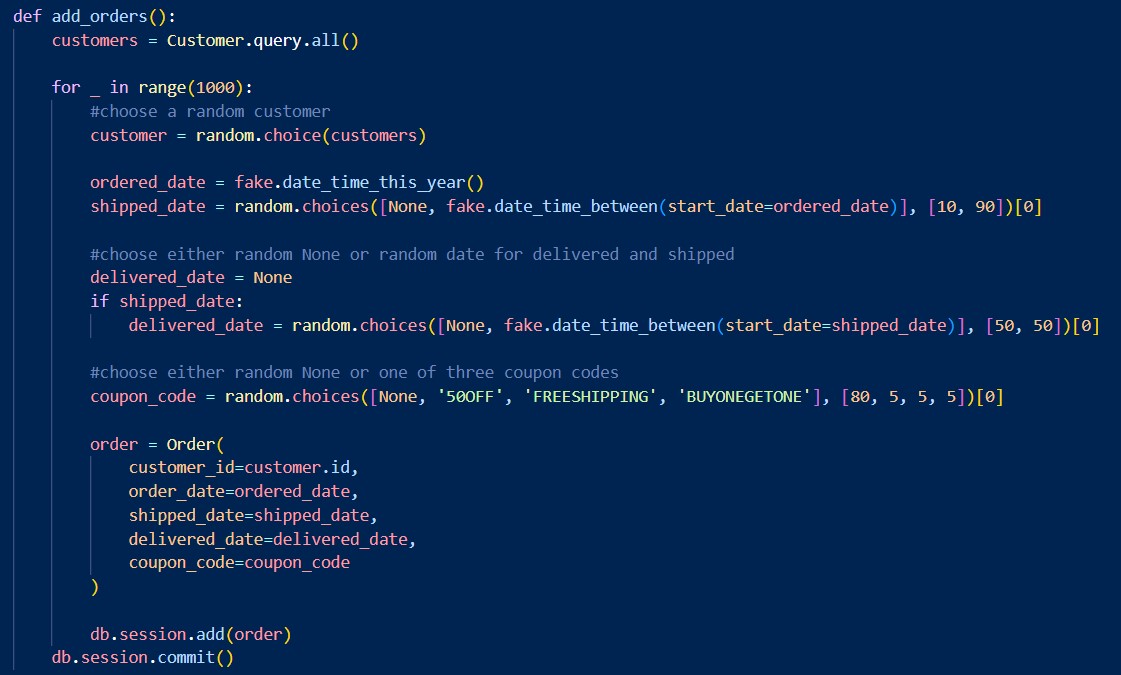 def add_orders():
    customers = Customer.query.all()

    for _ in range(1000):
        #choose a random customer
        customer = random.choice(customers)

        ordered_date = fake.date_time_this_year()
        shipped_date = random.choices([None, fake.date_time_between(start_date=ordered_date)], [10, 90])[0]

        #choose either random None or random date for delivered and shipped
        delivered_date = None
        if shipped_date:
            delivered_date = random.choices([None, fake.date_time_between(start_date=shipped_date)], [50, 50])[0]

        #choose either random None or one of three coupon codes
        coupon_code = random.choices([None, '50OFF', 'FREESHIPPING', 'BUYONEGETONE'], [80, 5, 5, 5])[0]

        order = Order(
            customer_id=customer.id,
            order_date=ordered_date,
            shipped_date=shipped_date,
            delivered_date=delivered_date,
            coupon_code=coupon_code
        )

        db.session.add(order)
    db.session.commit()